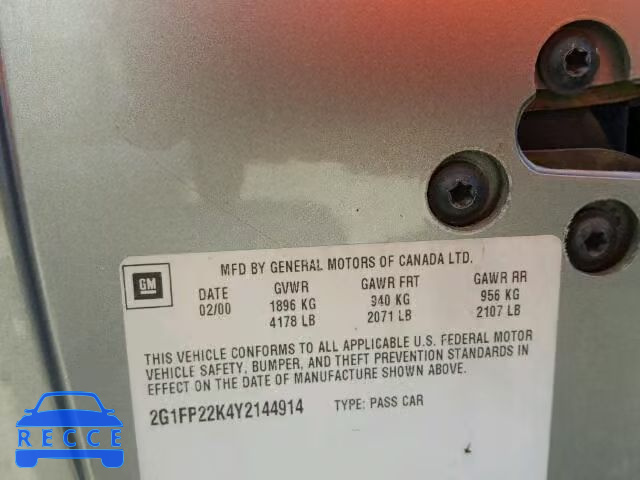 GM
MFD BY GENERAL MOTORS OF CANADA LTD.
DATE GVWR GAWR FRT GAWR RR
02/00 1896 KG 940 KG 956 KG
4178 LB 2071 LB 2107 LB
THIS VEHICLE CONFORMS TO ALL APPLICABLE U.S. FEDERAL MOTOR
VEHICLE SAFETY, BUMPER, AND THEFT PREVENTION STANDARDS IN
EFFECT ON THE DATE OF MANUFACTURE SHOWN ABOVE.
2G1FP22K4Y2144914 TYPE: PASS CAR
RECCE